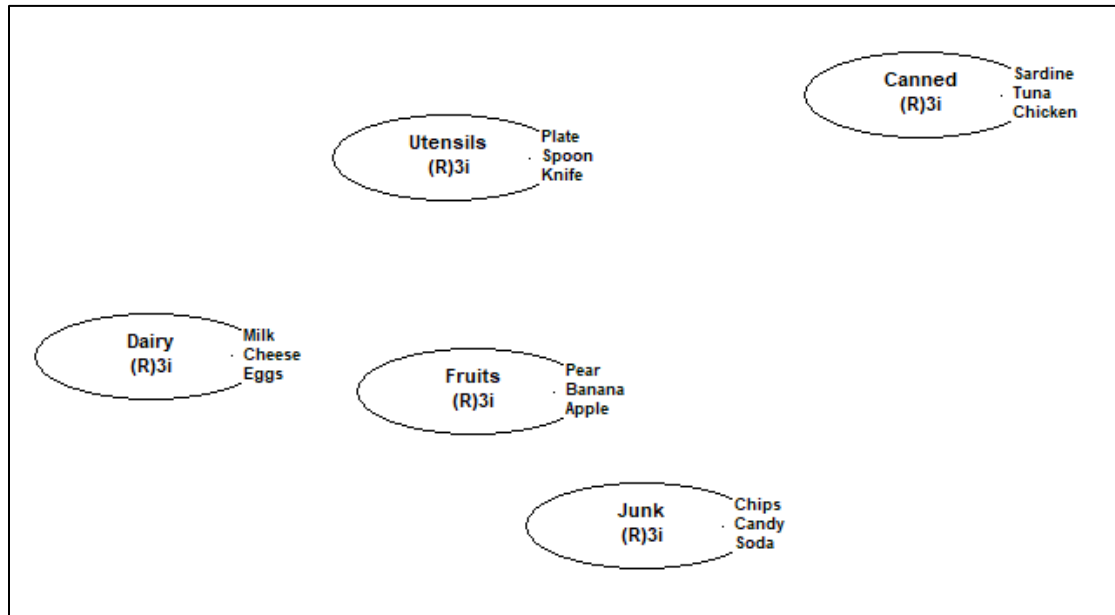 Canned
(R)3i
Sardine
Tuna
Chicken
Utensils
(R)3i
Plate
Spoon
Knife
Dairy
(R)3i
Milk
Cheese
Eggs
Fruits
(R)3i
Pear
Banana
Apple
Junk
(R)3i
Chips
Candy
Soda